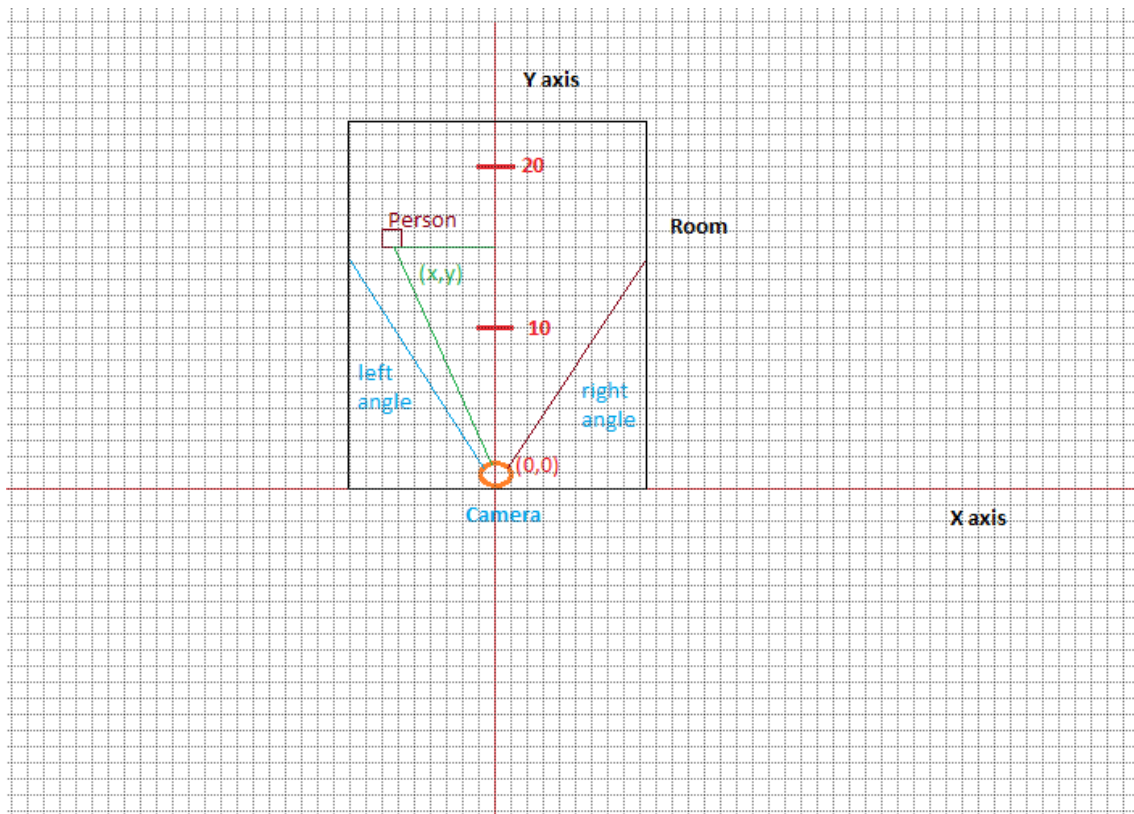 Y axis
20
Person
Room
(x,y)
10
left
angle
right
angle
(0,0)
Camera
X axis